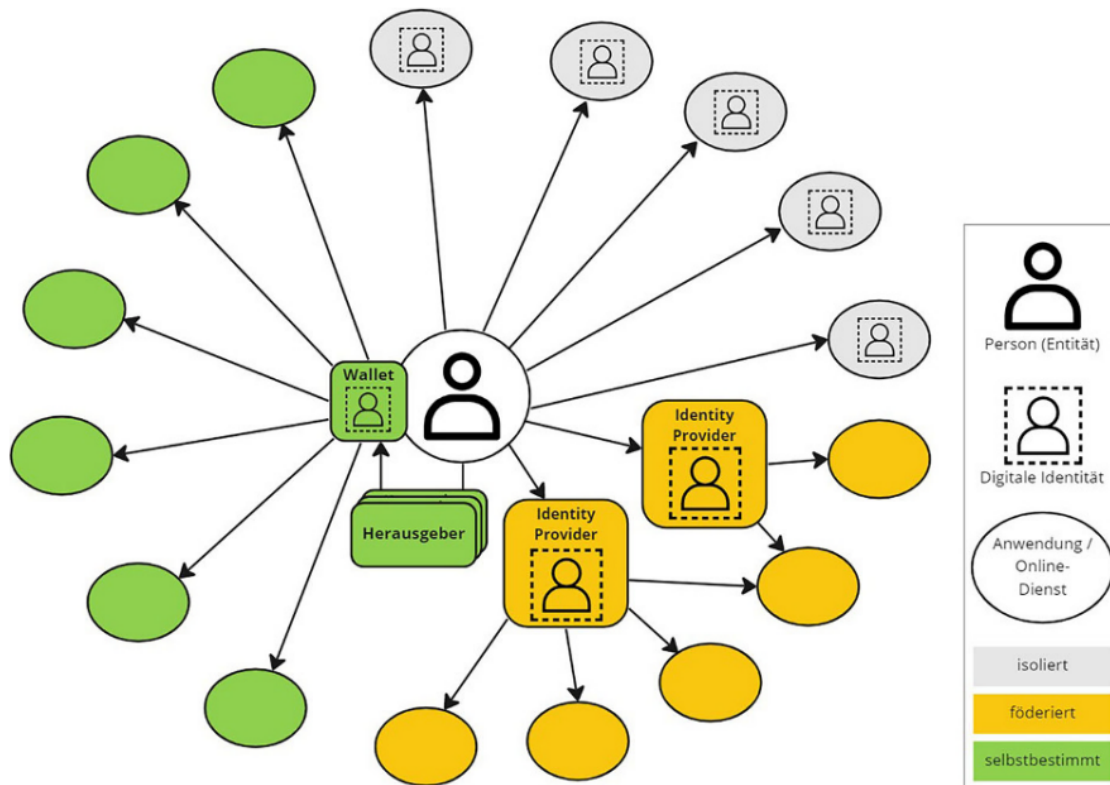 Wallet
Herausgeber
Identity
Provider
Identity
Provider
Person (Entität)
Digitale Identität
Anwendung /
Online-
Dienst
isoliert
föderiert
selbstbestimmt